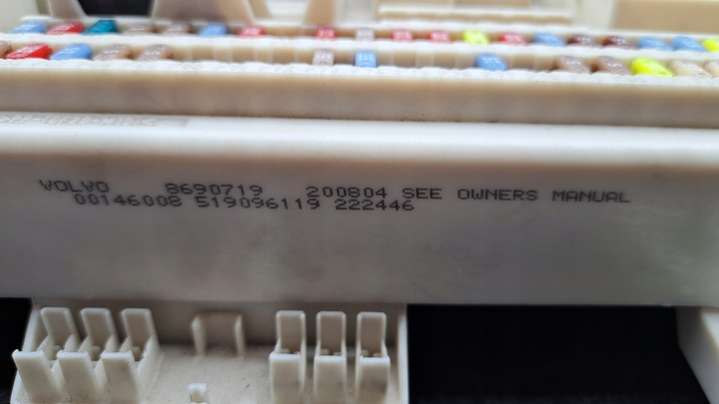 VOLVO 8690719 200804 SEE OWNERS MANUAL
00146008 519096119 222446